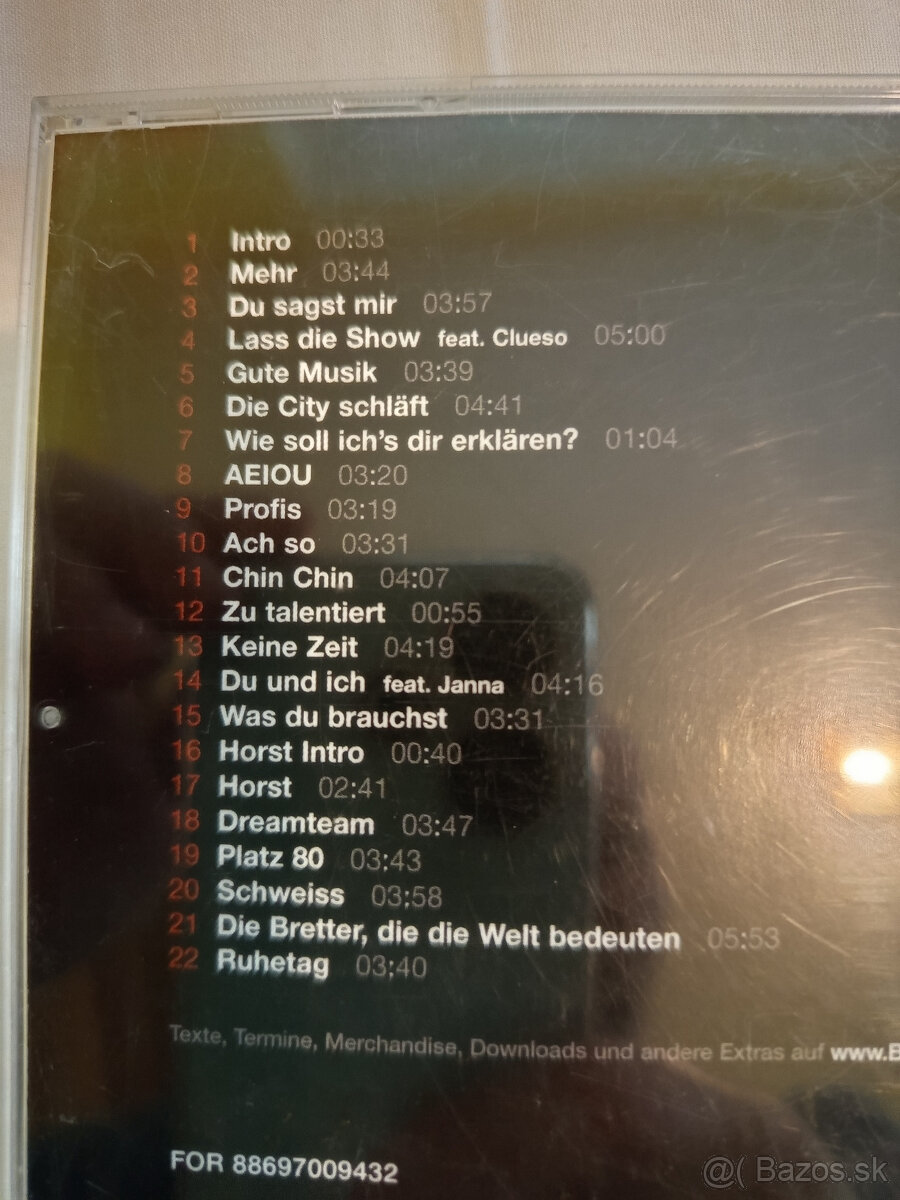 1 Intro 00:33
2 Mehr 03:44
3 Du sagst mir 03:57
4 Lass die Show feat. Clueso 05:00
5 Gute Musik 03:39
6 Die City schläft 04:41
7 Wie soll ich's dir erklären? 01:04
8 AEIOU 03:20
9 Profis 03:19
10 Ach so 03:31
11 Chin Chin 04:07
12 Zu talentiert 00:55
13 Keine Zeit 04:19
14 Du und ich feat. Janna 04:16
15 Was du brauchst 03:31
16 Horst Intro 00:40
17 Horst 02:41
18 Dreamteam 03:47
19 Platz 80 03:43
20 Schweiss 03:58
21 Die Bretter, die die Welt bedeuten 05:53
22 Ruhetag 03:40
Texte, Termine, Merchandise, Downloads und andere Extras auf www.B
FOR 88697009432
@( Bazos.sk